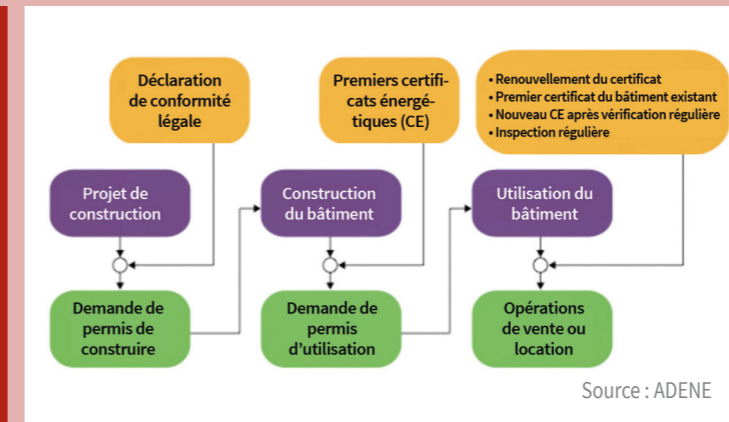 Déclaration
de conformité
légale
Premiers certifi-
cats énergé-
tiques (CE)
• Renouvellement du certificat
• Premier certificat du bâtiment existant
• Nouveau CE après vérification régulière
• Inspection régulière
Projet de
construction
Construction
du bâtiment
Utilisation du
bâtiment
Demande de
permis de
construire
Demande de
permis
d’utilisation
Opérations
de vente ou
location
Source : ADENE